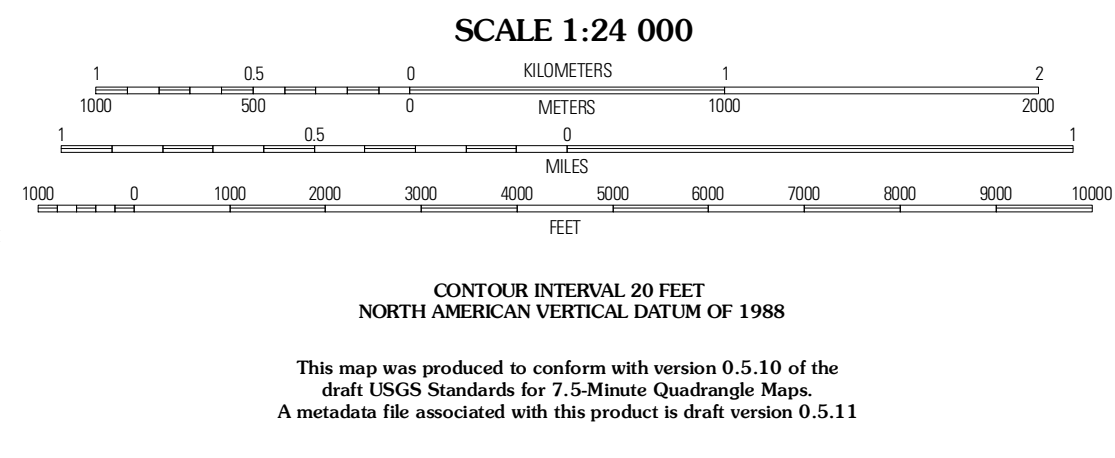 SCALE 1:24 000
1 0.5 0 KILOMETERS 1 2
1000 500 0 METERS 1000 2000
1 0.5 0 1
MILES
1000 0 1000 2000 3000 4000 5000 6000 7000 8000 9000 10000
FEET
CONTOUR INTERVAL 20 FEET
NORTH AMERICAN VERTICAL DATUM OF 1988
This map was produced to conform with version 0.5.10 of the
draft USGS Standards for 7.5-Minute Quadrangle Maps.
A metadata file associated with this product is draft version 0.5.11